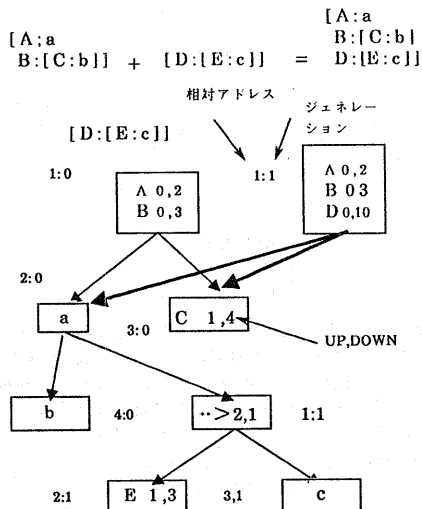 [A;a
B:[C:b]] + [D:[E:c]] = [A:a
B:[C:b]
D:[E:c]]
相対アドレス
ジェネレー
ション
[D:[E:c]]
1:0
A 0,2
B 0,3
1:1
A 0,2
B 0 3
D 0,10
2:0
a
3:0
C 1,4
UP,DOWN
b
4:0
··>2,1
1:1
2:1
E 1,3
3,1
c